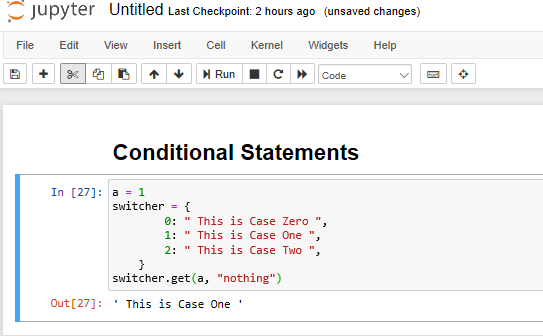 jupyter Untitled Last Checkpoint: 2 hours ago (unsaved changes)
File Edit View Insert Cell Kernel Widgets Help
Run Code
Conditional Statements
In [27]: a = 1
switcher = {
0: " This is Case Zero ",
1: " This is Case One ",
2: " This is Case Two ",
}
switcher.get(a, "nothing")
Out[27]: ' This is Case One '